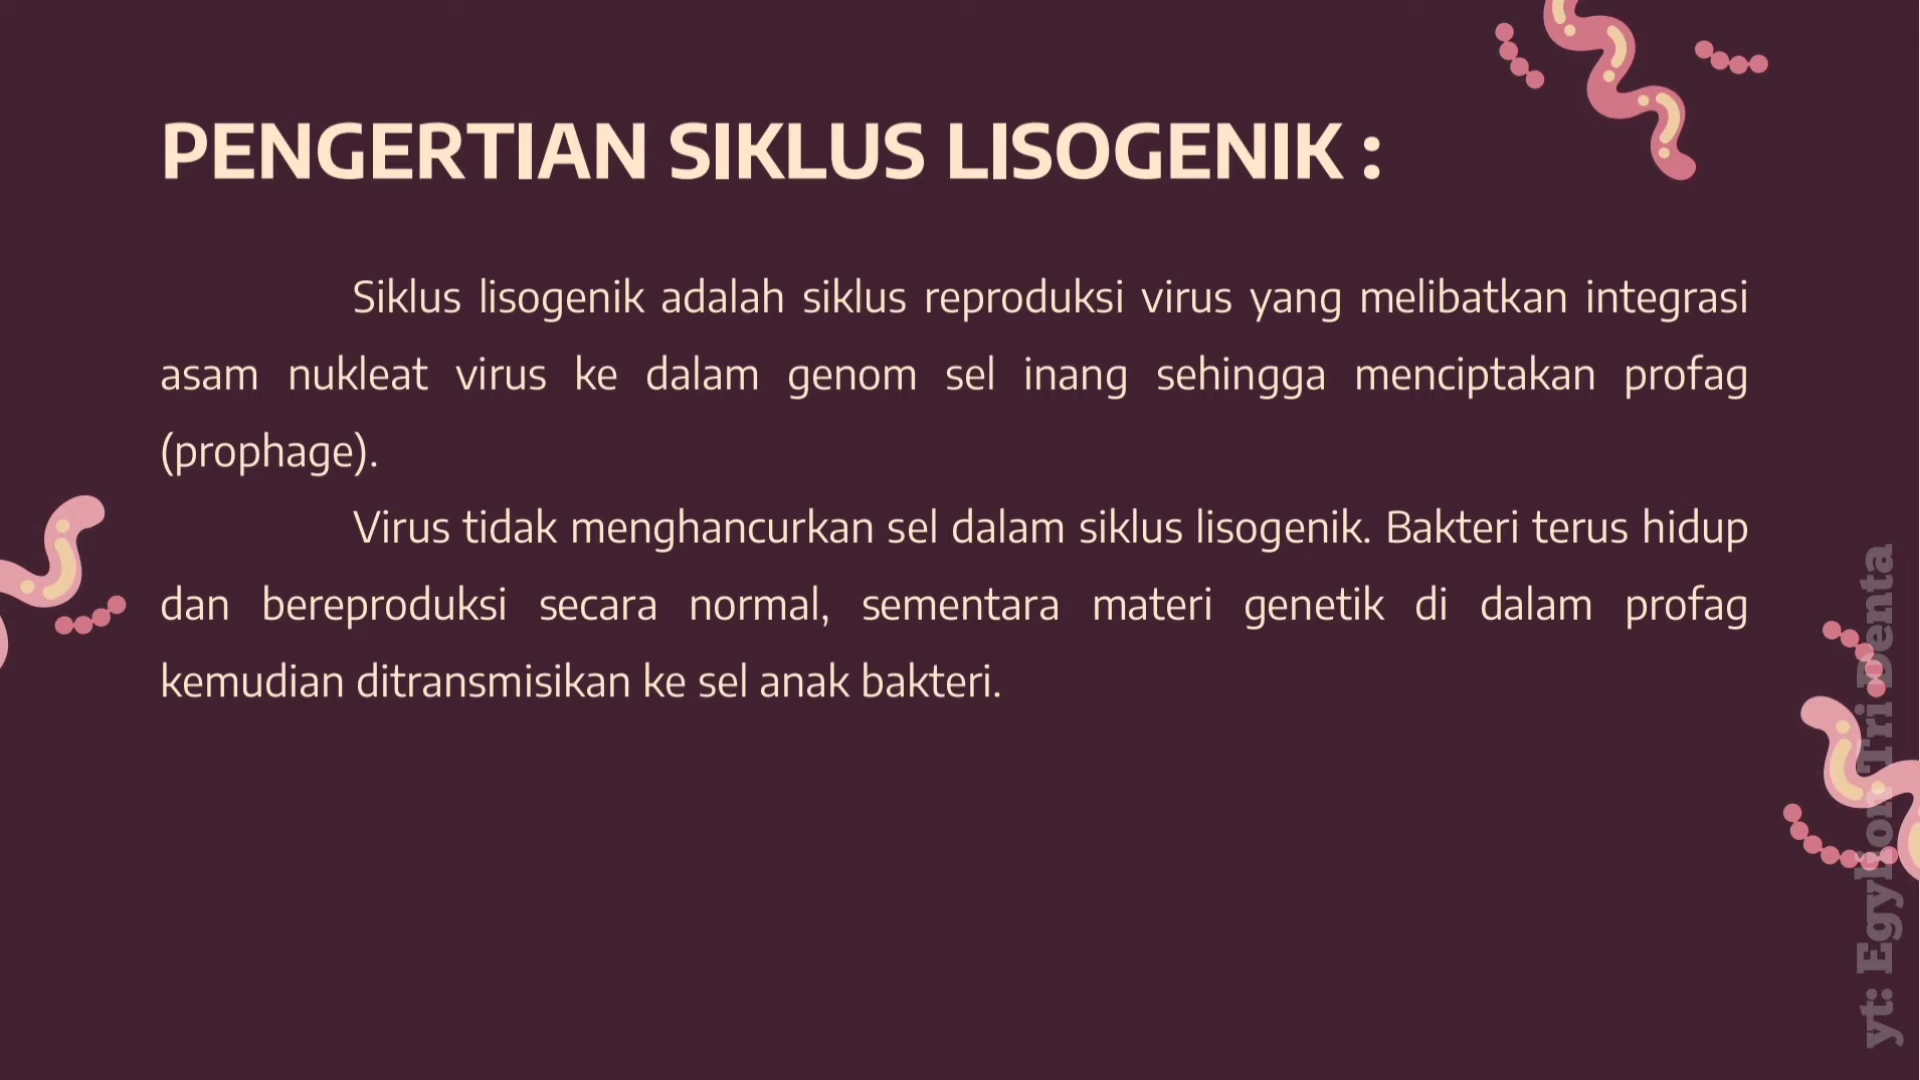 PENGERTIAN SIKLUS LISOGENIK :
Siklus lisogenik adalah siklus reproduksi virus yang melibatkan integrasi
asam nukleat virus ke dalam genom sel inang sehingga menciptakan profag
(prophage).
Virus tidak menghancurkan sel dalam siklus lisogenik. Bakteri terus hidup
dan bereproduksi secara normal, sementara materi genetik di dalam profag
kemudian ditransmisikan ke sel anak bakteri.
yt: Egylion Tri Denta